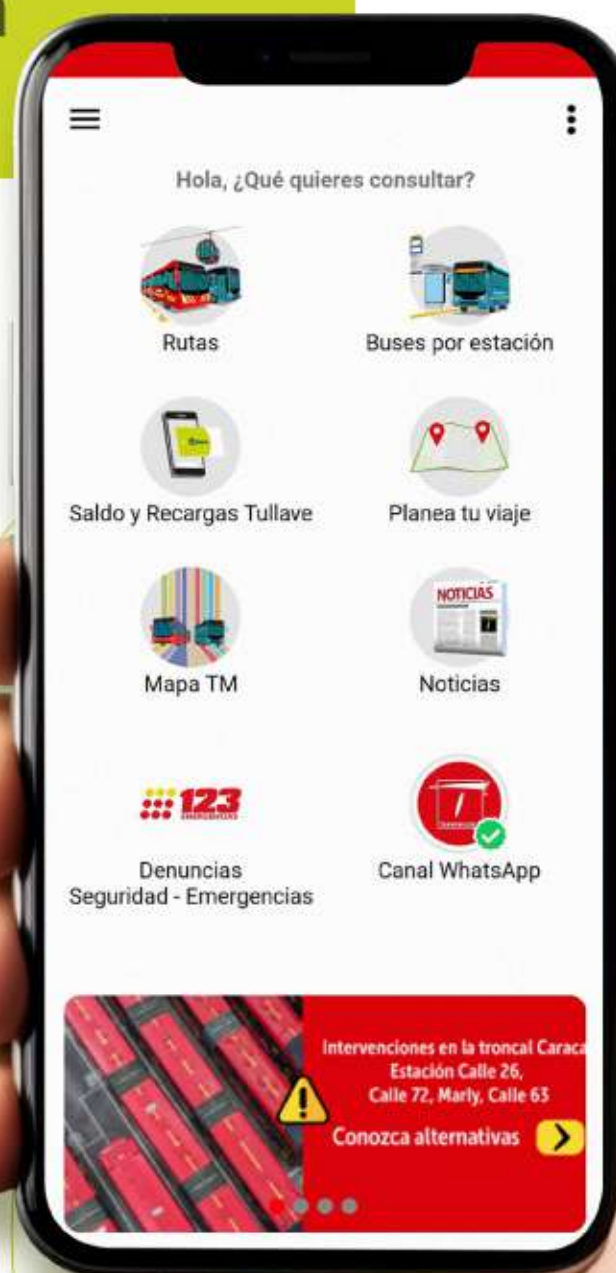 Hola, ¿Qué quieres consultar?
Rutas
Buses por estación
Saldo y Recargas Tullave
Planea tu viaje
NOTICIAS
Mapa TM
Noticias
123
EMERGENCIAS
Denuncias
Seguridad - Emergencias
Canal WhatsApp
Intervenciones en la troncal Caraca
Estación Calle 26,
Calle 72, Marly, Calle 63
Conozca alternativas